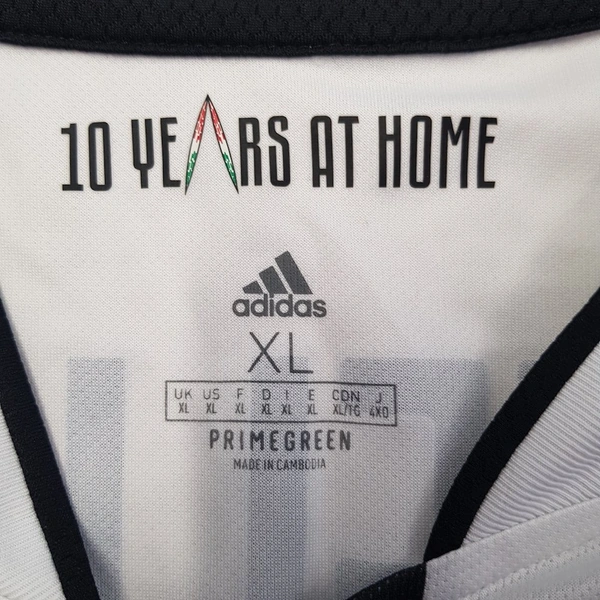 10 YEARS AT HOME
adidas
XL
UK US F D I E CDN J
XL XL XL XL XL XL XL/TG 4XO
PRIMEGREEN
MADE IN CAMBODIA